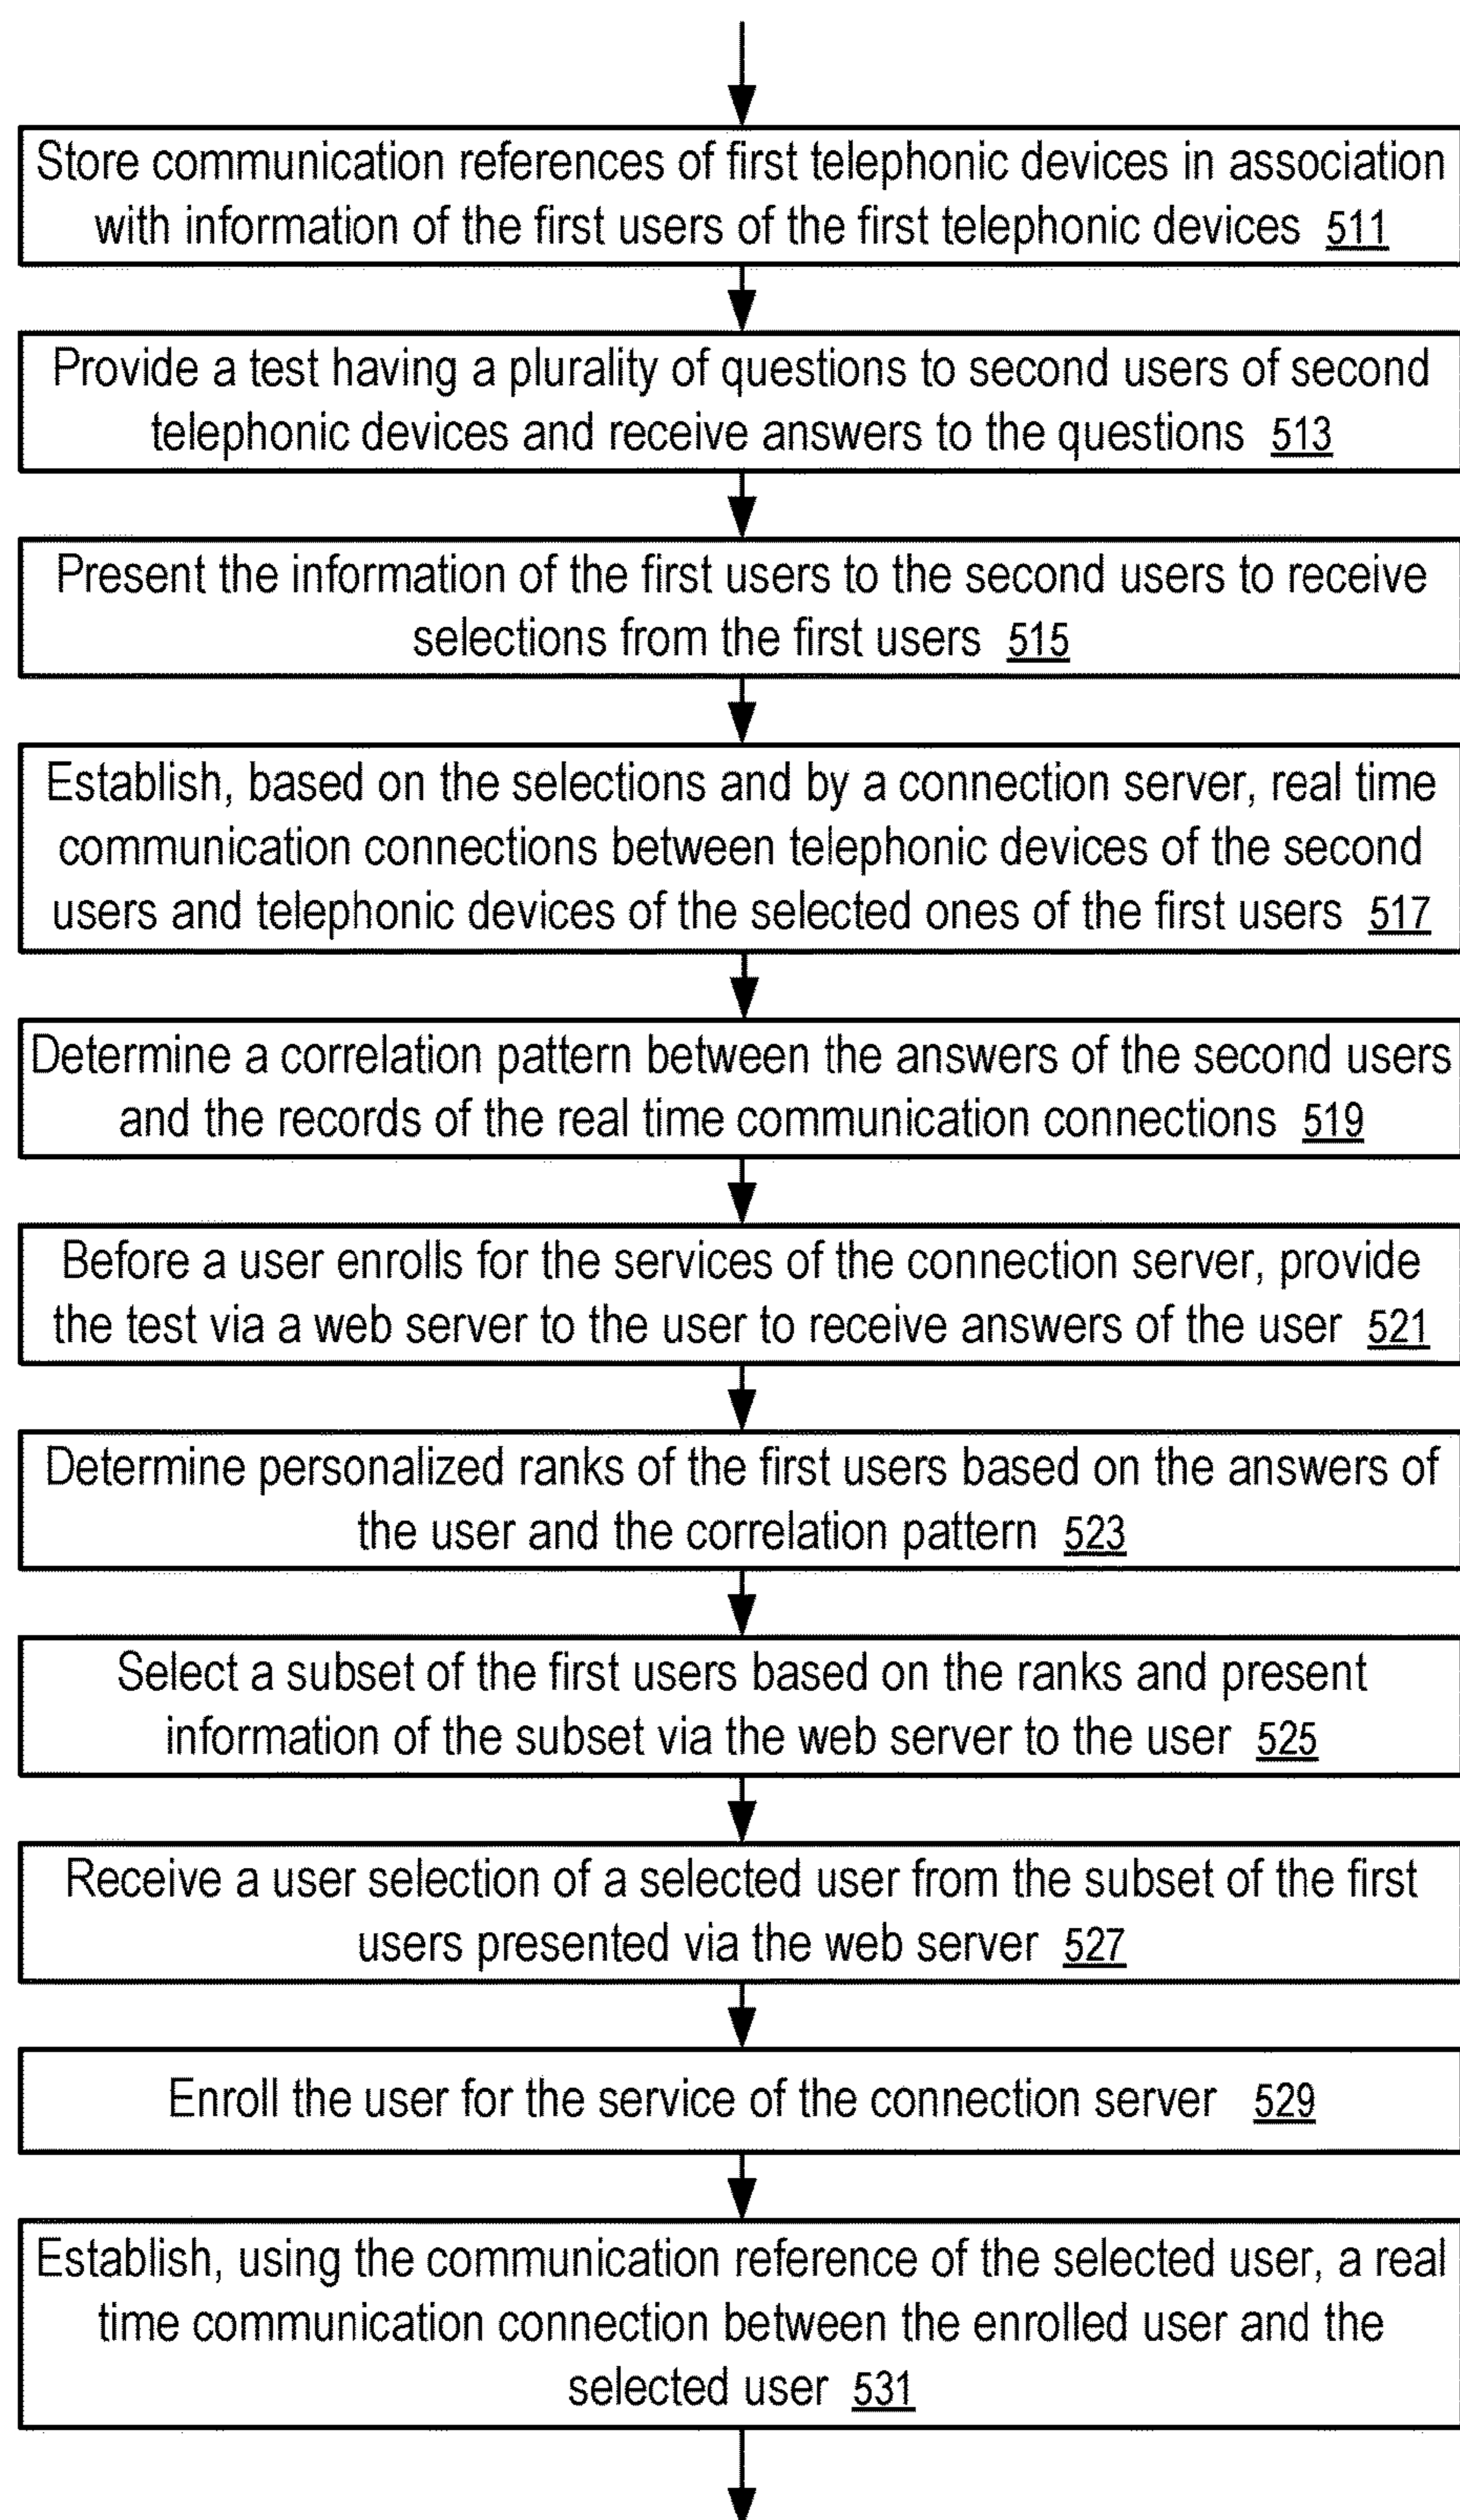 Store communication references of first telephonic devices in association
with information of the first users of the first telephonic devices 511
Provide a test having a plurality of questions to second users of second
telephonic devices and receive answers to the questions 513
Present the information of the first users to the second users to receive
selections from the first users 515
Establish, based on the selections and by a connection server, real time
communication connections between telephonic devices of the second
users and telephonic devices of the selected ones of the first users 517
Determine a correlation pattern between the answers of the second users
and the records of the real time communication connections 519
Before a user enrolls for the services of the connection server, provide
the test via a web server to the user to receive answers of the user 521
Determine personalized ranks of the first users based on the answers of
the user and the correlation pattern 523
Select a subset of the first users based on the ranks and present
information of the subset via the web server to the user 525
Receive a user selection of a selected user from the subset of the first
users presented via the web server 527
Enroll the user for the service of the connection server 529
Establish, using the communication reference of the selected user, a real
time communication connection between the enrolled user and the
selected user 531